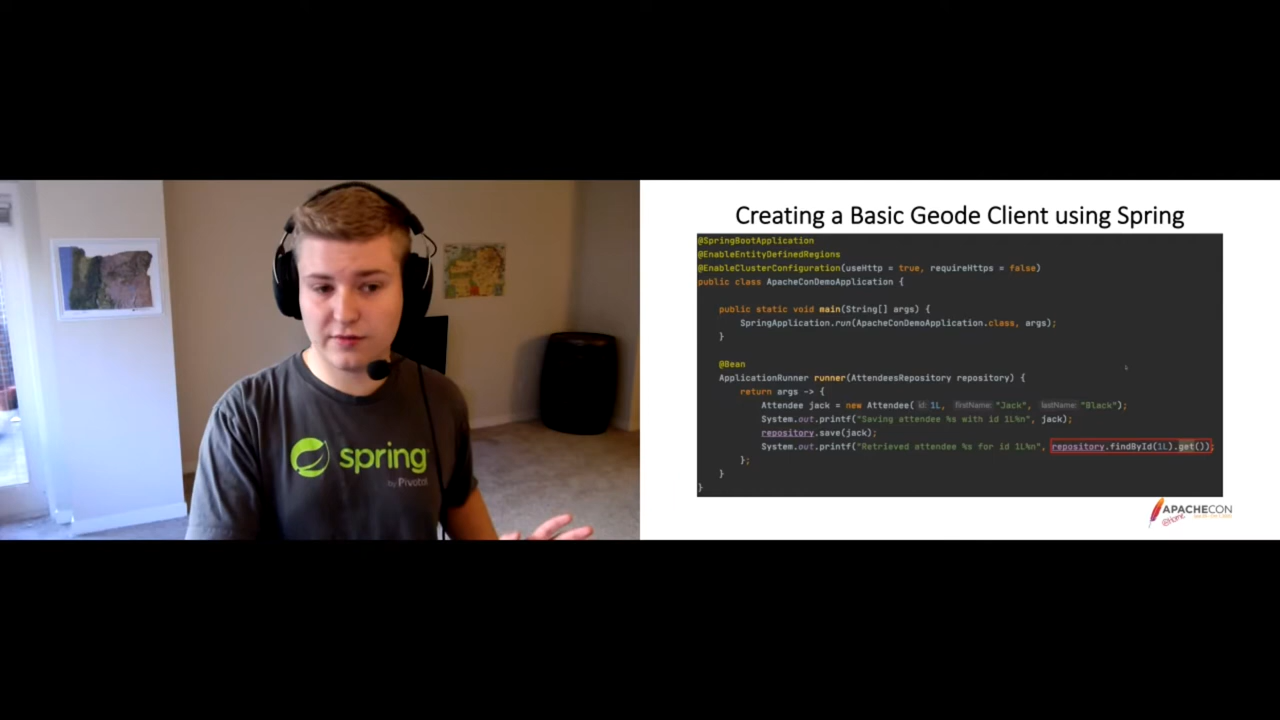 spring
by Pivotal
Creating a Basic Geode Client using Spring
@SpringBootApplication
@EnableEntityDefinedRegions
@EnableClusterConfiguration(useHttp = true, requireHttps = false)
public class ApacheConDemoApplication {
public static void main(String[] args) {
SpringApplication.run(ApacheConDemoApplication.class, args);
}
@Bean
ApplicationRunner runner(AttendeesRepository repository) {
return args -> {
Attendee jack = new Attendee( id: 1L, firstName: "Jack", lastName: "Black");
System.out.printf("Saving attendee %s with id 1L%n", jack);
repository.save(jack);
System.out.printf("Retrieved attendee %s for id 1L%n", repository.findById(1L).get());
};
}
}
APACHECON
@Home